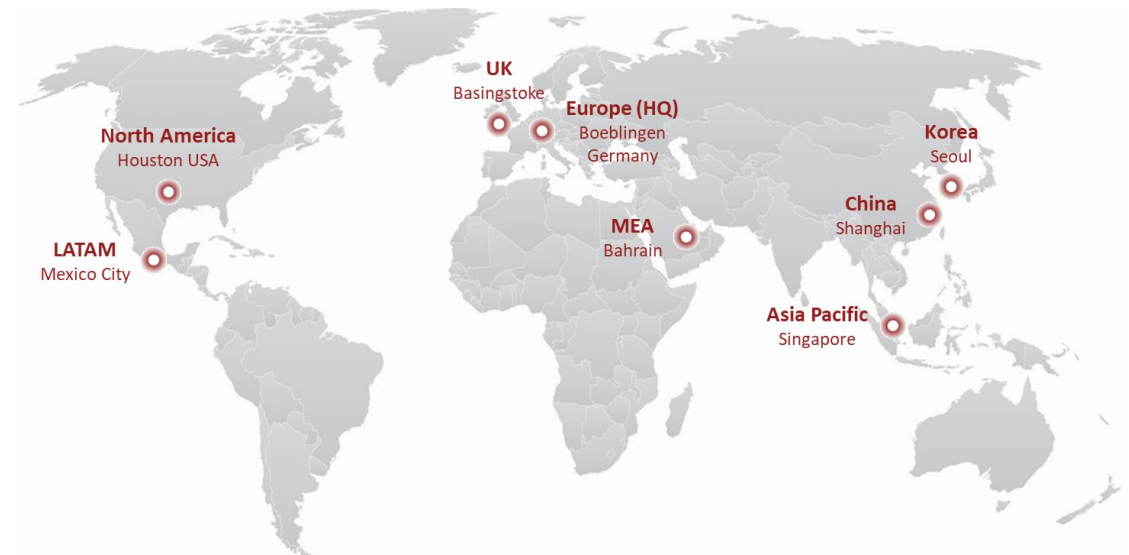 UK
Basingstoke
Europe (HQ)
Boeblingen
Germany
North America
Houston USA
Korea
Seoul
China
Shanghai
MEA
Bahrain
LATAM
Mexico City
Asia Pacific
Singapore